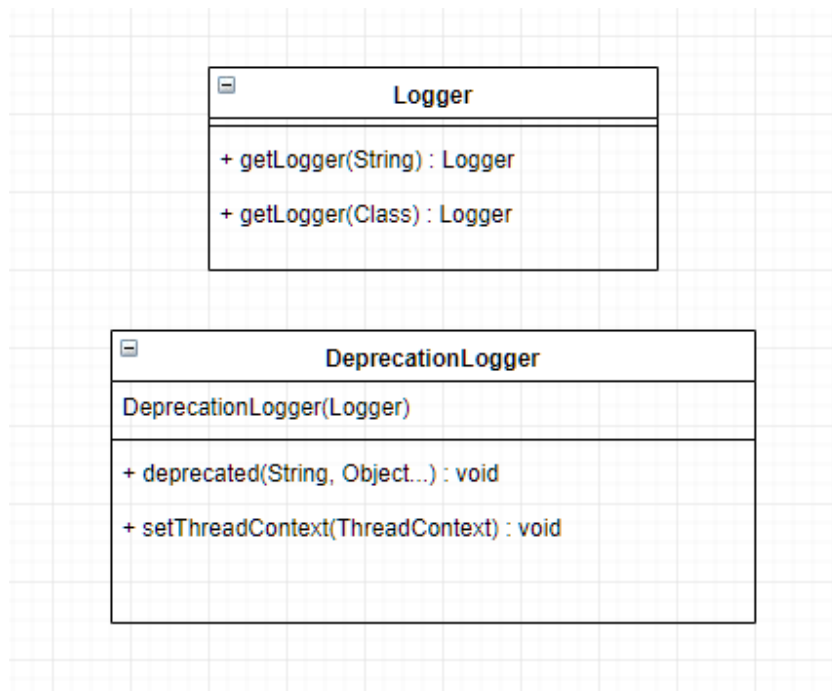 Logger
+ getLogger(String) : Logger
+ getLogger(Class) : Logger
DeprecationLogger
DeprecationLogger(Logger)
+ deprecated(String, Object...) : void
+ setThreadContext(ThreadContext) : void